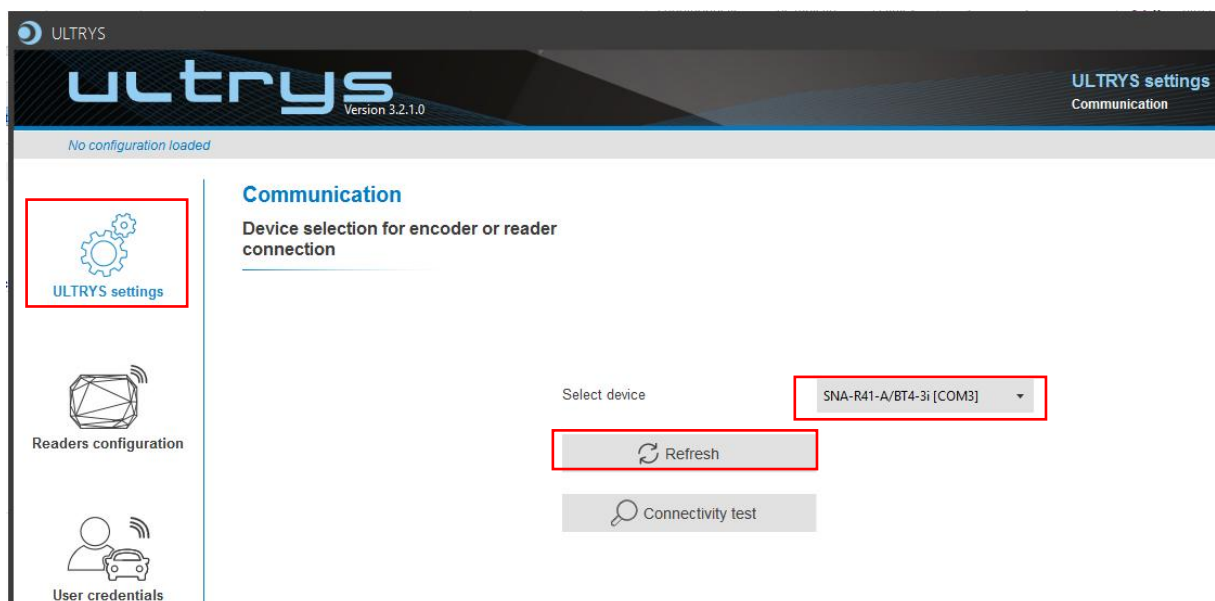 ULTRYS
ultrys
Version 3.2.1.0
ULTRYS settings
Communication
No configuration loaded
Communication
Device selection for encoder or reader
connection
ULTRYS settings
Select device
SNA-R41-A/BT4-3i [COM3]
Readers configuration
Refresh
Connectivity test
User credentials